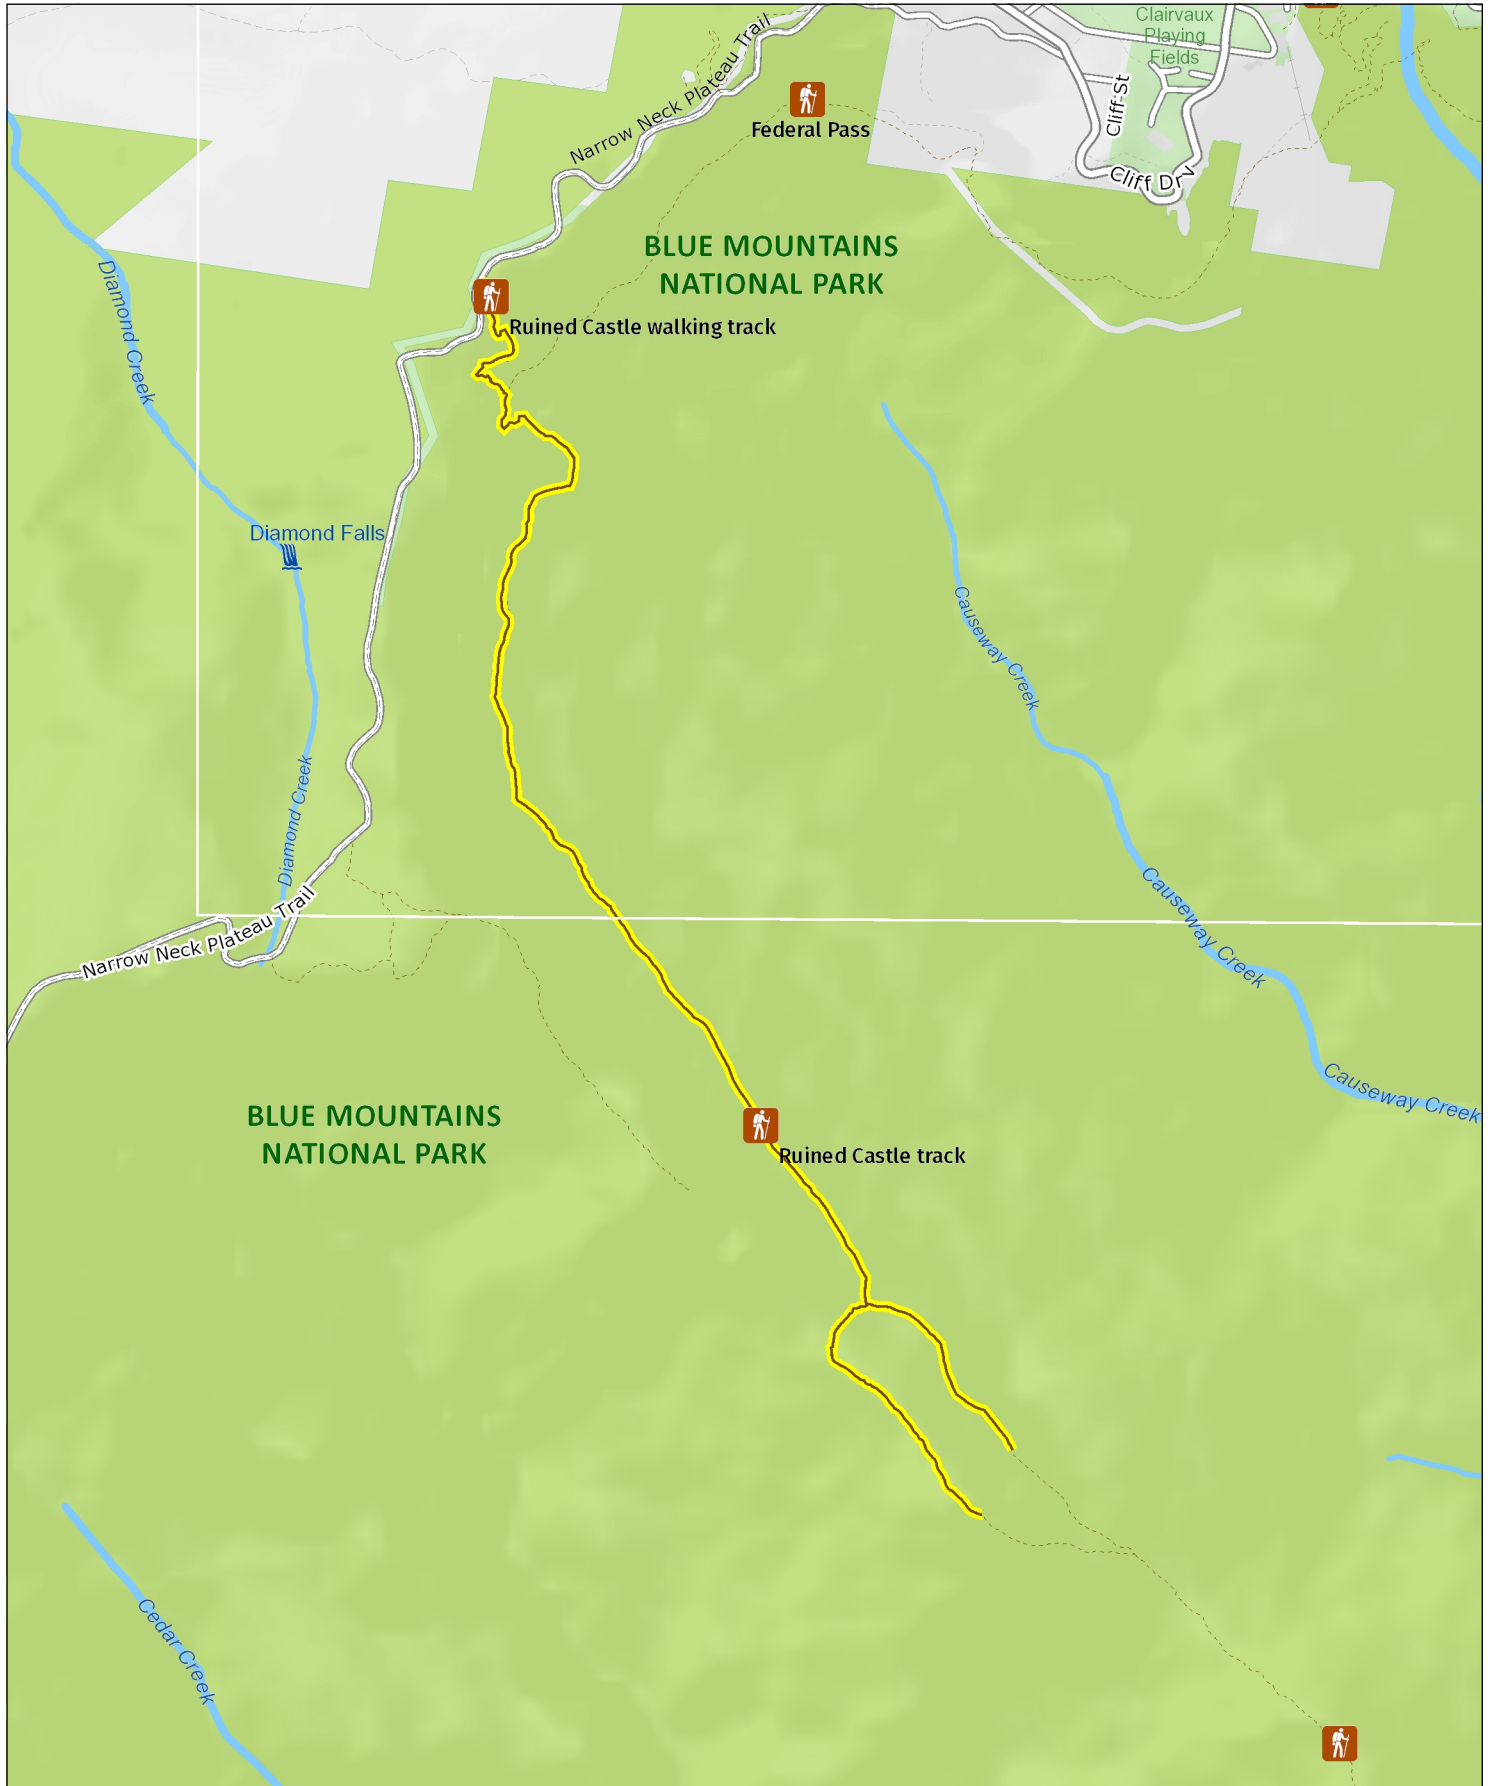 Clairvaux
Playing
Fields
Narrow Neck Plateau Trail
Cliff St
Federal Pass
Cliff Drv
BLUE MOUNTAINS
NATIONAL PARK
Diamond Creek
Ruined Castle walking track
Diamond Falls
Causeway Creek
Diamond Creek
Causeway Creek
Narrow Neck Plateau Trail
Causeway Creek
BLUE MOUNTAINS
NATIONAL PARK
Ruined Castle track
Cedar Creek